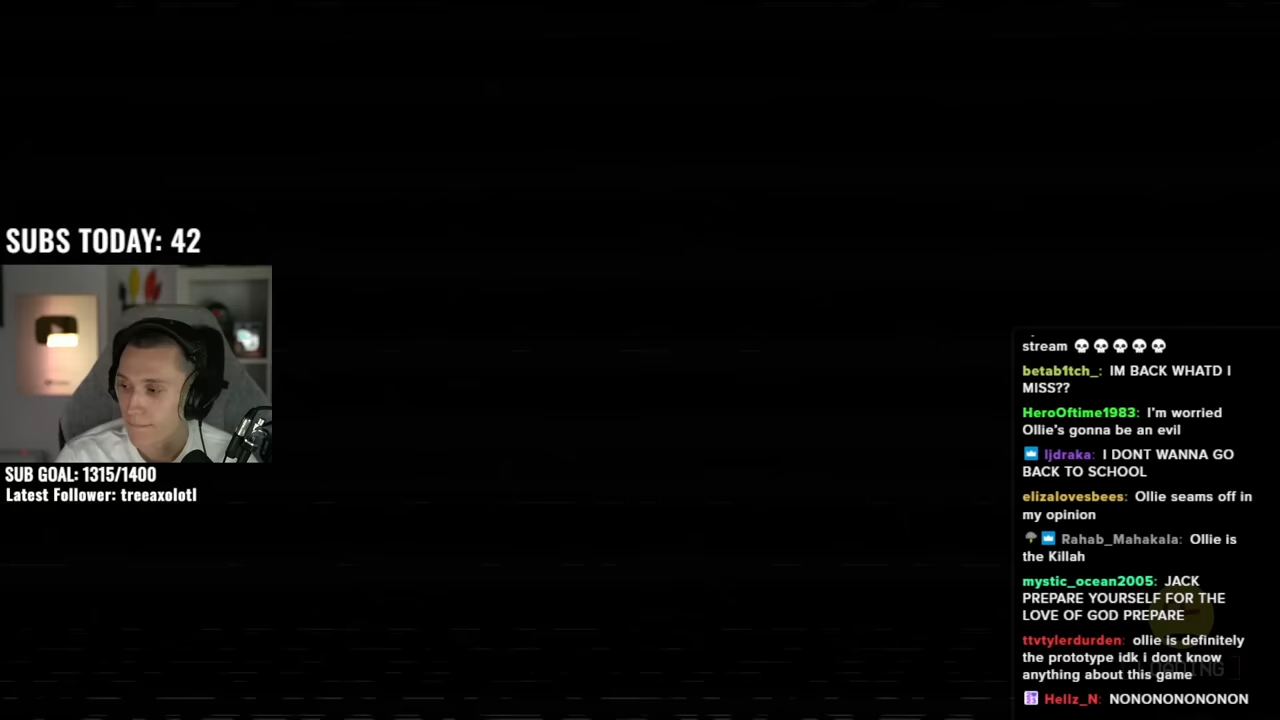 SUBS TODAY: 42
SUB GOAL: 1315/1400
Latest Follower: treeaxolotl
stream 💀💀💀💀💀
betab1tch_: IM BACK WHATD I
MISS??
HeroOftime1983: I'm worried
Ollie's gonna be an evil
ljdraka: I DONT WANNA GO
BACK TO SCHOOL
elizalovesbees: Ollie seams off in
my opinion
Rahab_Mahakala: Ollie is
the Killah
mystic_ocean2005: JACK
PREPARE YOURSELF FOR THE
LOVE OF GOD PREPARE
ttvtylerdurden: ollie is definitely
the prototype idk i dont know
anything about this game
LOADING
Hellz_N: NONONONONONON